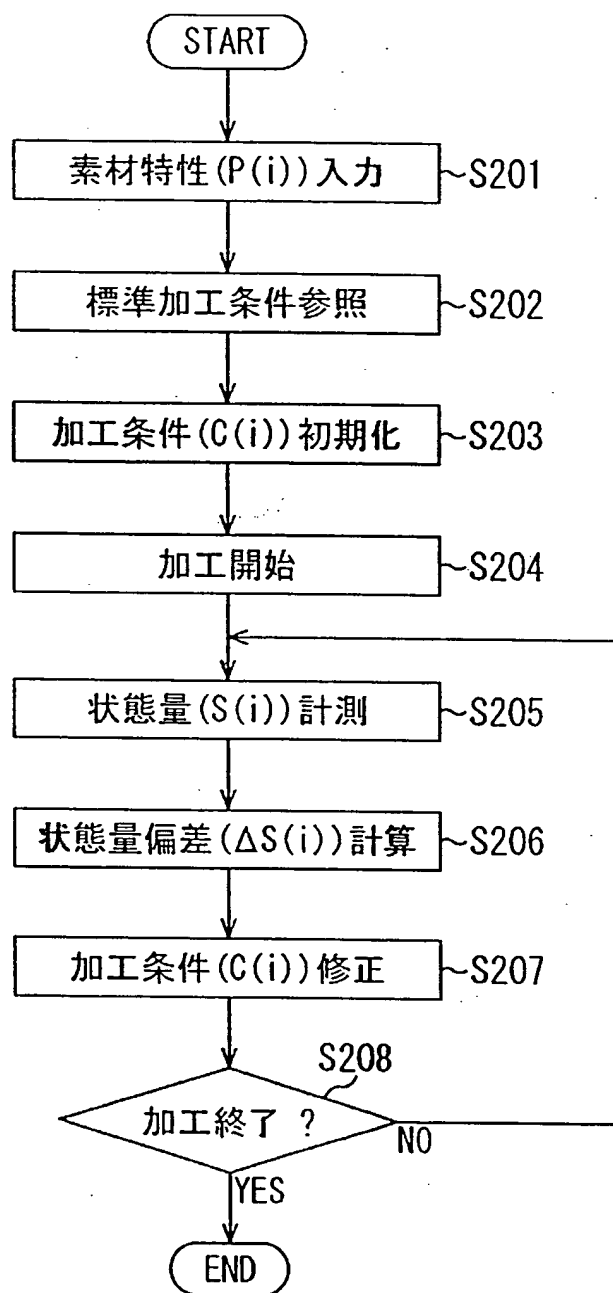 START
素材特性(P(i))入力
~S201
標準加工条件参照
~S202
加工条件(C(i))初期化
~S203
加工開始
~S204
状態量(S(i))計測
~S205
状態量偏差(ΔS(i))計算
~S206
加工条件(C(i))修正
~S207
S208
加工終了 ?
NO
YES
END